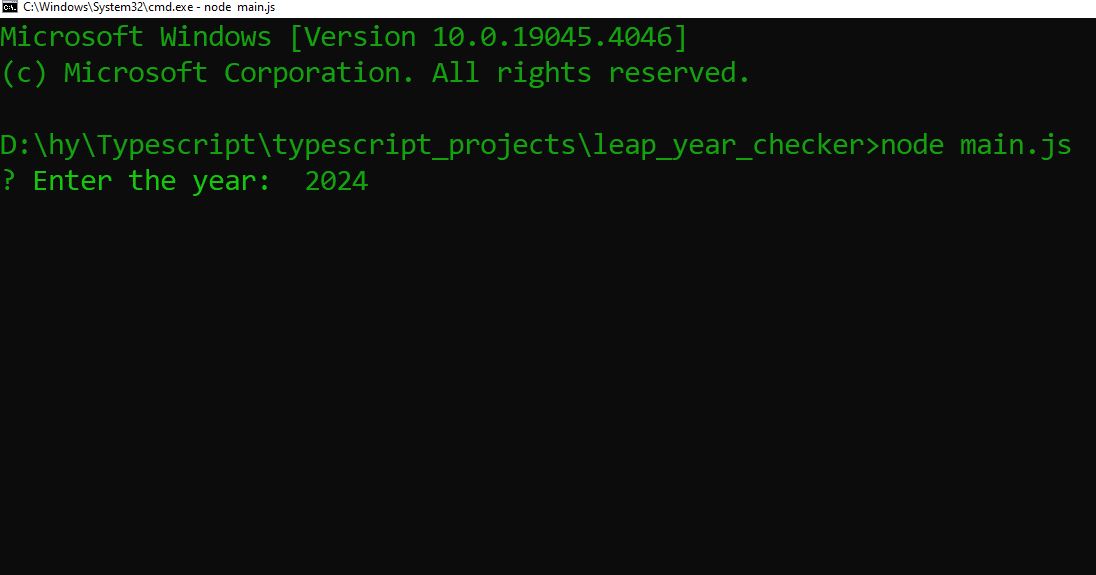 C:\Windows\System32\cmd.exe - node main.js
Microsoft Windows [Version 10.0.19045.4046]
(c) Microsoft Corporation. All rights reserved.
D:\hy\Typescript\typescript_projects\leap_year_checker>node main.js
? Enter the year:  2024